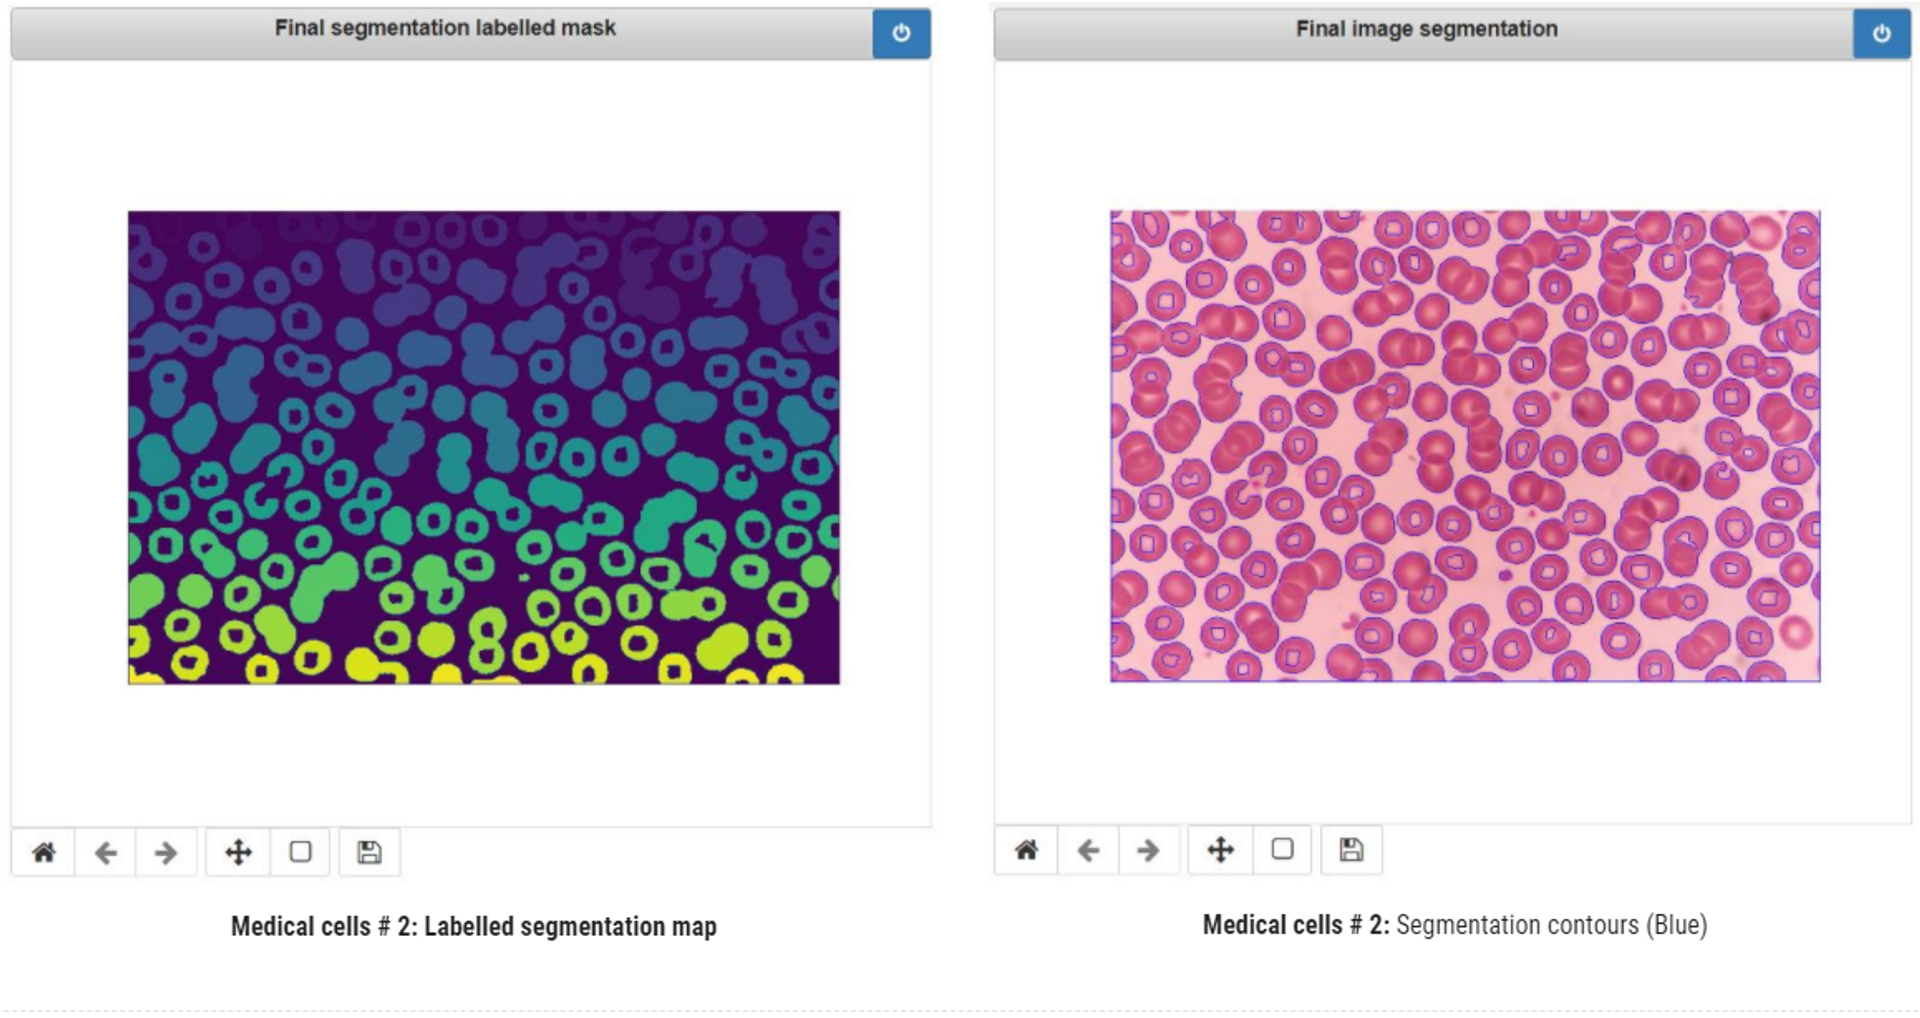 Final segmentation labelled mask
Final image segmentation
Medical cells # 2: Labelled segmentation map
Medical cells # 2: Segmentation contours (Blue)